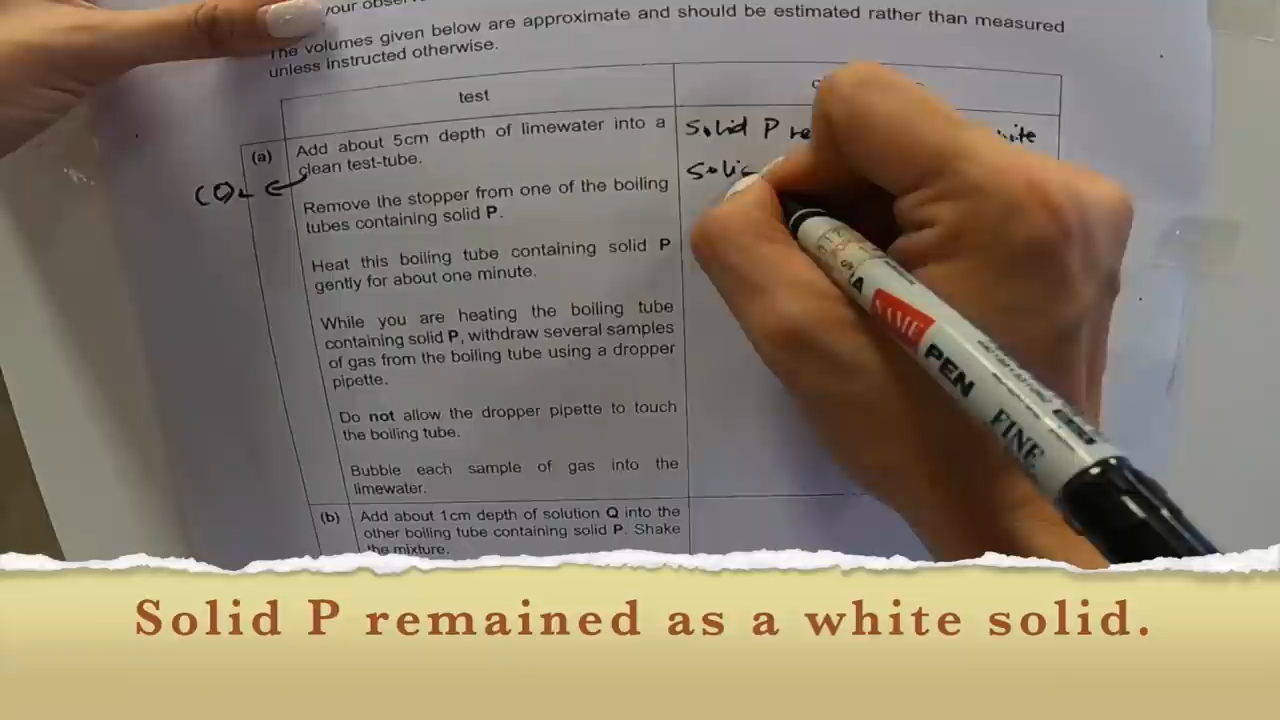 your
The volumes given below are approximate and should be estimated rather than measured
unless instructed otherwise.
test
(a) Add about 5cm depth of limewater into a
clean test-tube.
Solid P re
Soli
CO₂
Remove the stopper from one of the boiling
tubes containing solid P.
Heat this boiling tube containing solid P
gently for about one minute.
While you are heating the boiling tube
containing solid P, withdraw several samples
of gas from the boiling tube using a dropper
pipette.
Do not allow the dropper pipette to touch
the boiling tube.
Bubble each sample of gas into the
limewater.
(b) Add about 1cm depth of solution Q into the
other boiling tube containing solid P. Shake
the mixture.
NAME
PEN
FINE
Solid P remained as a white solid.